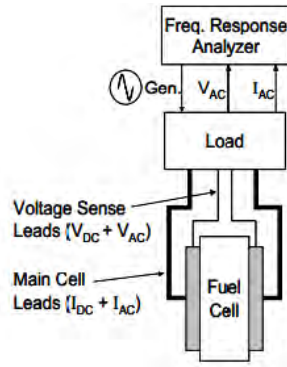 Freq. Response
Analyzer
Gen.
V_AC
I_AC
Load
Voltage Sense
Leads (V_DC + V_AC)
Main Cell
Leads (I_DC + I_AC)
Fuel
Cell